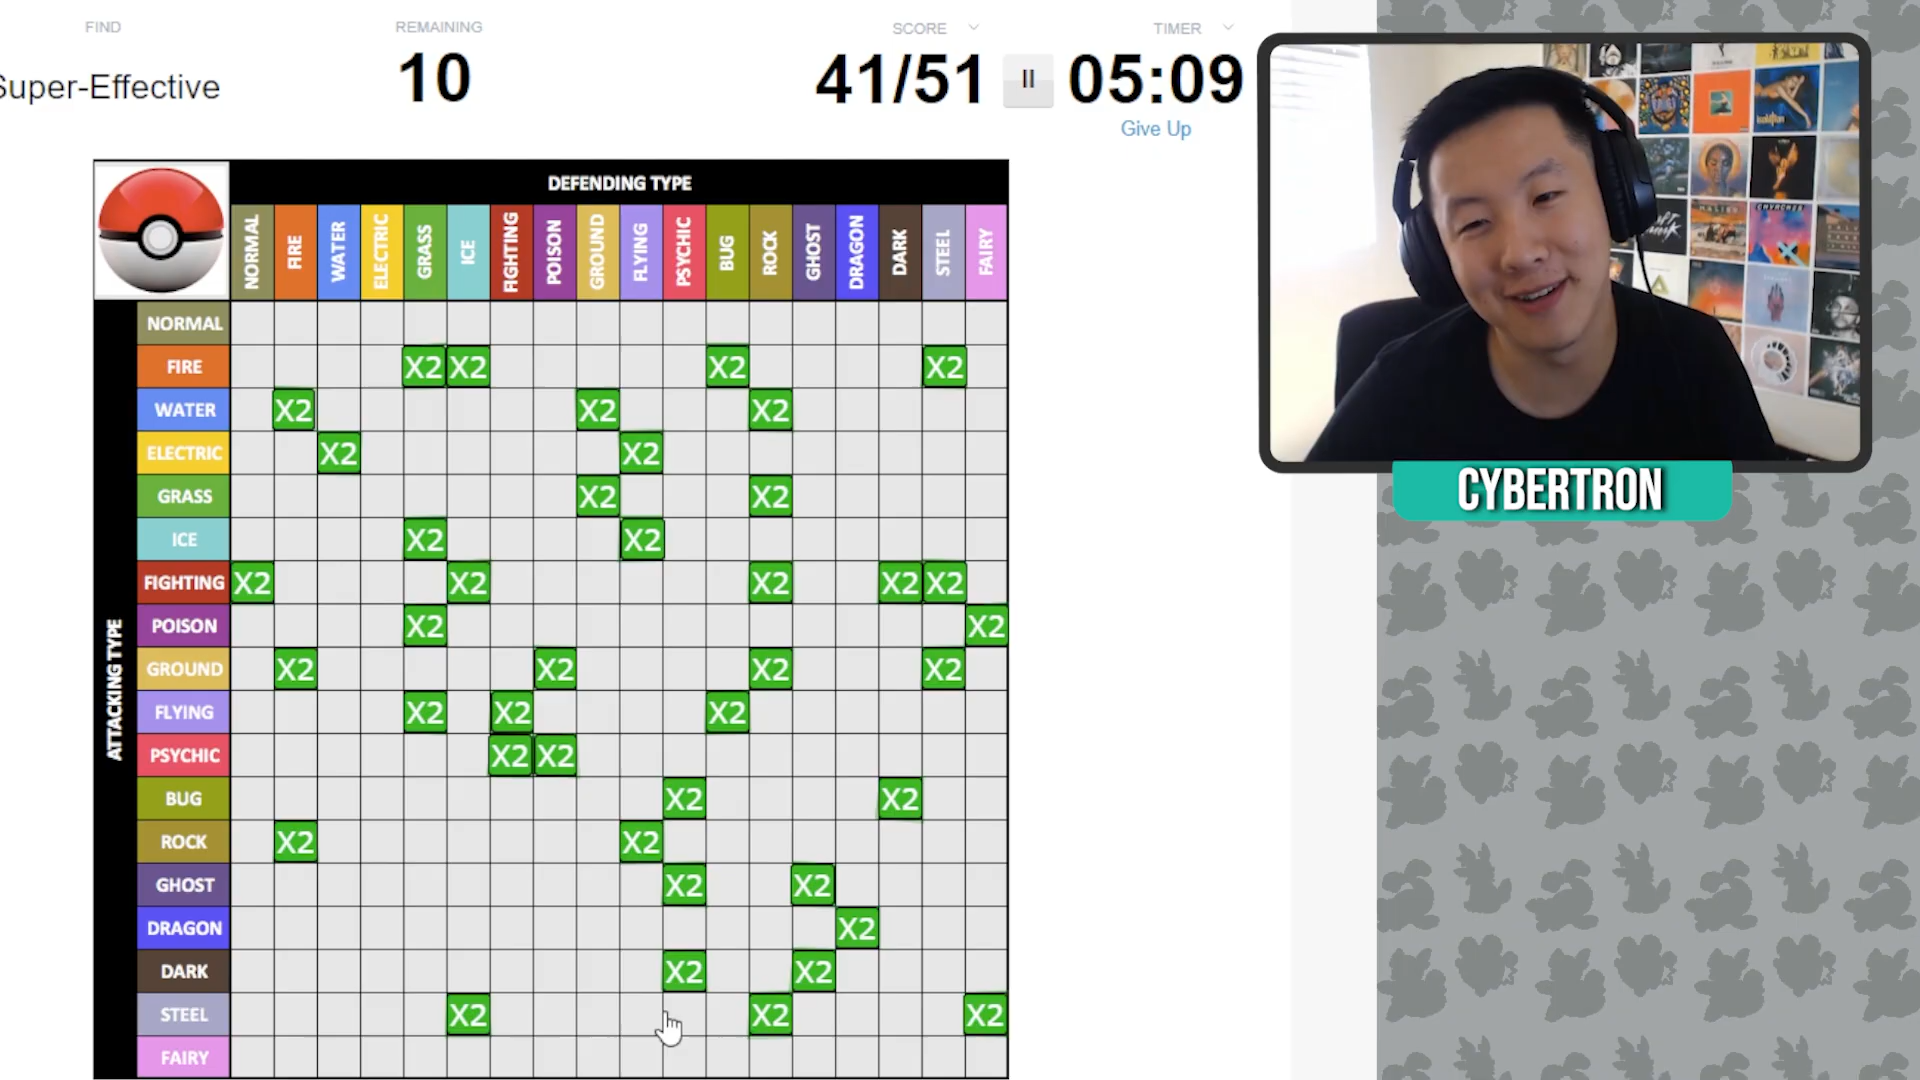 FIND
REMAINING
SCORE
TIMER
Super-Effective
10
41/51
05:09
Give Up
DEFENDING TYPE
NORMAL FIRE WATER ELECTRIC GRASS ICE FIGHTING POISON GROUND FLYING PSYCHIC BUG ROCK GHOST DRAGON DARK STEEL FAIRY
ATTACKING TYPE
NORMAL
FIRE X2 X2 X2 X2
WATER X2 X2 X2
ELECTRIC X2 X2
GRASS X2 X2
ICE X2 X2
FIGHTING X2 X2 X2 X2 X2
POISON X2 X2
GROUND X2 X2 X2 X2
FLYING X2 X2 X2
PSYCHIC X2 X2
BUG X2 X2
ROCK X2 X2
GHOST X2 X2
DRAGON X2
DARK X2 X2
STEEL X2 X2 X2
FAIRY
CHVRCHES
CYBERTRON